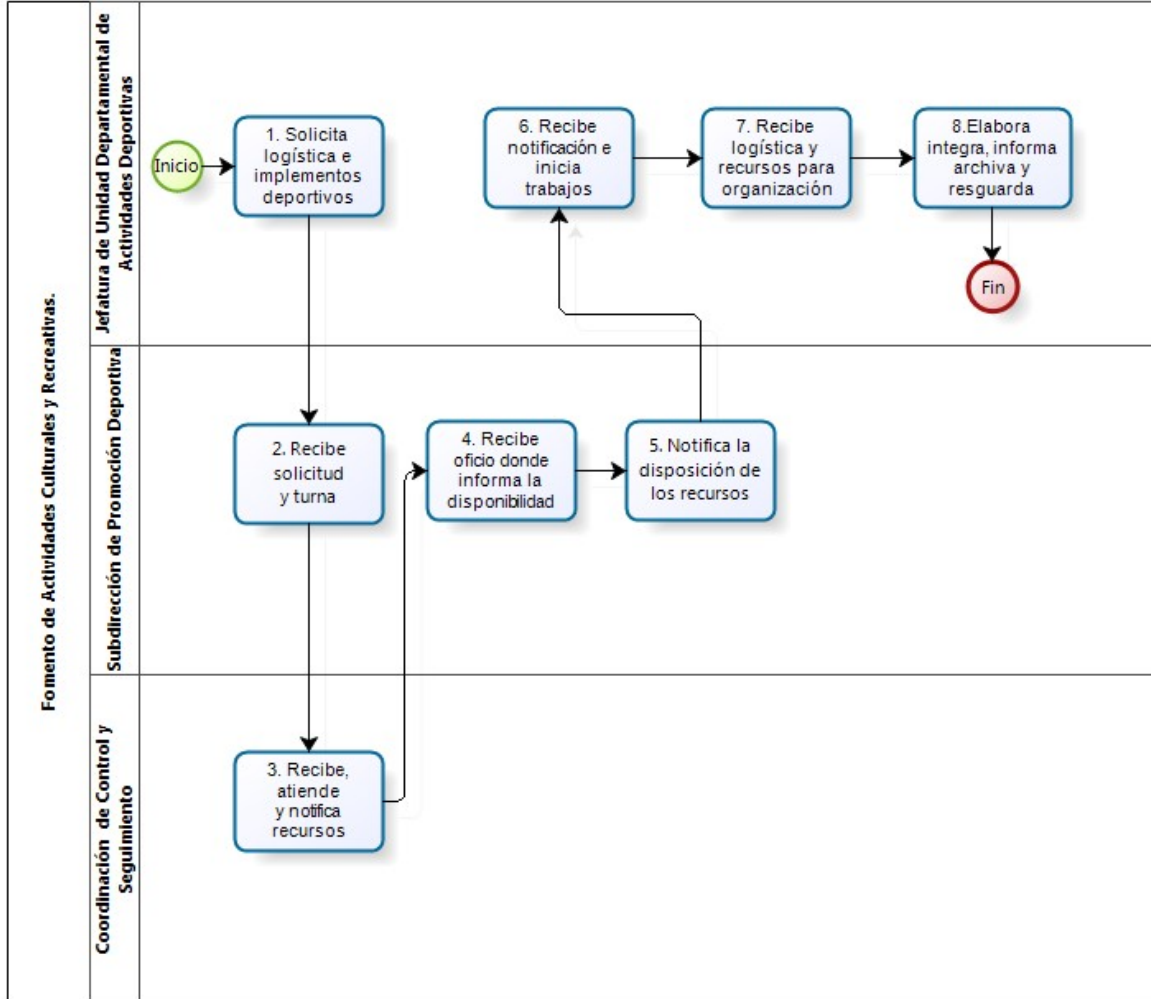 Fomento de Actividades Culturales y Recreativas.
Jefatura de Unidad Departamental de
Actividades Deportivas
Inicio
1. Solicita
logística e
implementos
deportivos
6. Recibe
notificación e
inicia
trabajos
7. Recibe
logística y
recursos para
organización
8.Elabora
integra, informa
archiva y
resguarda
Fin
Subdirección de Promoción Deportiva
2. Recibe
solicitud
y turna
4. Recibe
oficio donde
informa la
disponibilidad
5. Notifica la
disposición de
los recursos
Coordinación de Control y
Seguimiento
3. Recibe,
atiende
y notifica
recursos